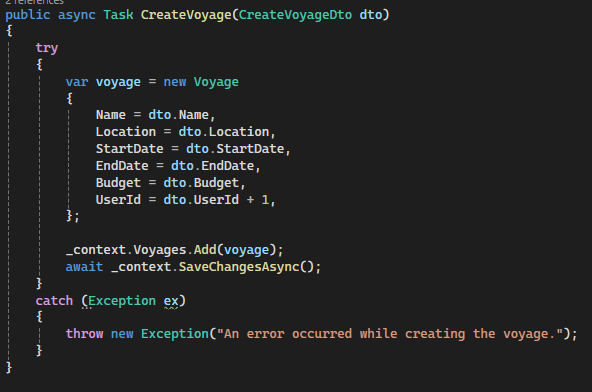 2 references
public async Task CreateVoyage(CreateVoyageDto dto)
{
    try
    {
        var voyage = new Voyage
        {
            Name = dto.Name,
            Location = dto.Location,
            StartDate = dto.StartDate,
            EndDate = dto.EndDate,
            Budget = dto.Budget,
            UserId = dto.UserId + 1,
        };

        _context.Voyages.Add(voyage);
        await _context.SaveChangesAsync();
    }
    catch (Exception ex)
    {
        throw new Exception("An error occurred while creating the voyage.");
    }
}